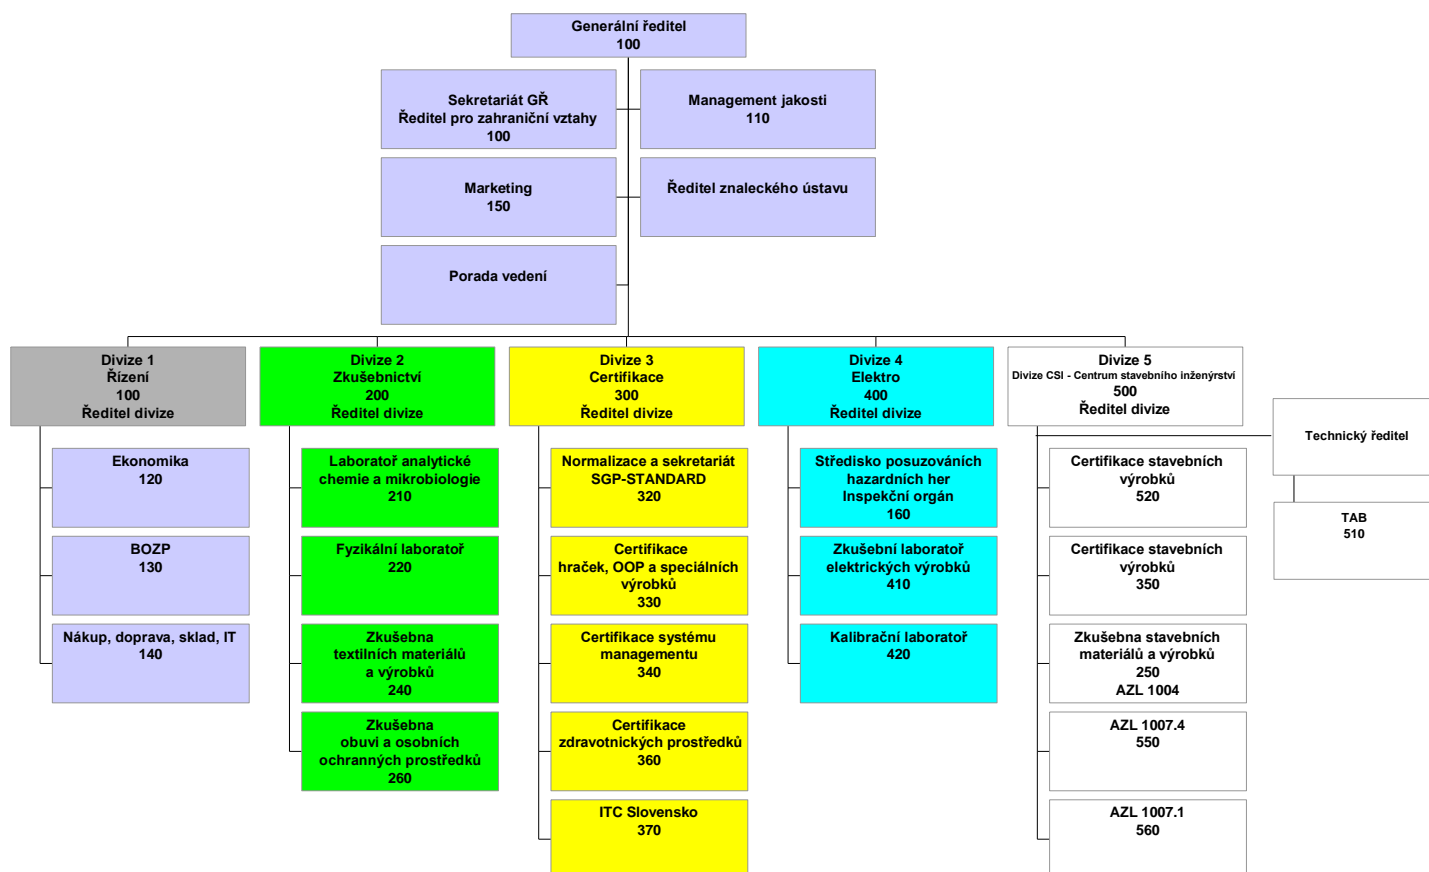 Generální ředitel
100
Sekretariát GŘ
Ředitel pro zahraniční vztahy
100
Management jakosti
110
Marketing
150
Ředitel znaleckého ústavu
Porada vedení
Divize 1
Řízení
100
Ředitel divize
Divize 2
Zkušebnictví
200
Ředitel divize
Divize 3
Certifikace
300
Ředitel divize
Divize 4
Elektro
400
Ředitel divize
Divize 5
Divize CSI - Centrum stavebního inženýrství
500
Ředitel divize
Technický ředitel
TAB
510
Ekonomika
120
BOZP
130
Nákup, doprava, sklad, IT
140
Laboratoř analytické
chemie a mikrobiologie
210
Fyzikální laboratoř
220
Zkušebna
textilních materiálů
a výrobků
240
Zkušebna
obuvi a osobních
ochranných prostředků
260
Normalizace a sekretariát
SGP-STANDARD
320
Certifikace
hraček, OOP a speciálních
výrobků
330
Certifikace systému
managementu
340
Certifikace
zdravotnických prostředků
360
ITC Slovensko
370
Středisko posuzováních
hazardních her
Inspekční orgán
160
Zkušební laboratoř
elektrických výrobků
410
Kalibrační laboratoř
420
Certifikace stavebních
výrobků
520
Certifikace stavebních
výrobků
350
Zkušebna stavebních
materiálů a výrobků
250
AZL 1004
AZL 1007.4
550
AZL 1007.1
560